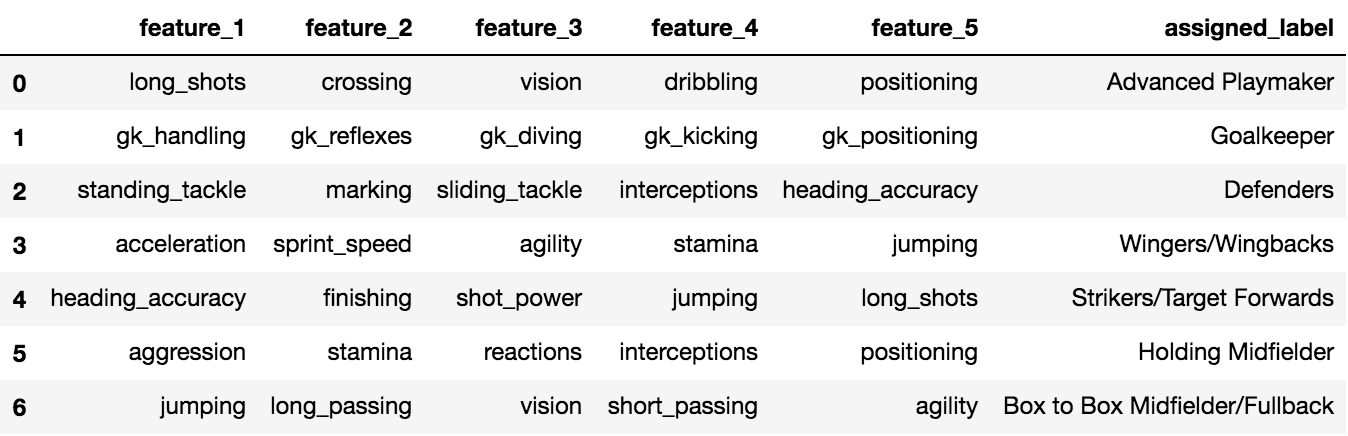 feature_1 feature_2 feature_3 feature_4 feature_5 assigned_label
0 long_shots crossing vision dribbling positioning Advanced Playmaker
1 gk_handling gk_reflexes gk_diving gk_kicking gk_positioning Goalkeeper
2 standing_tackle marking sliding_tackle interceptions heading_accuracy Defenders
3 acceleration sprint_speed agility stamina jumping Wingers/Wingbacks
4 heading_accuracy finishing shot_power jumping long_shots Strikers/Target Forwards
5 aggression stamina reactions interceptions positioning Holding Midfielder
6 jumping long_passing vision short_passing agility Box to Box Midfielder/Fullback